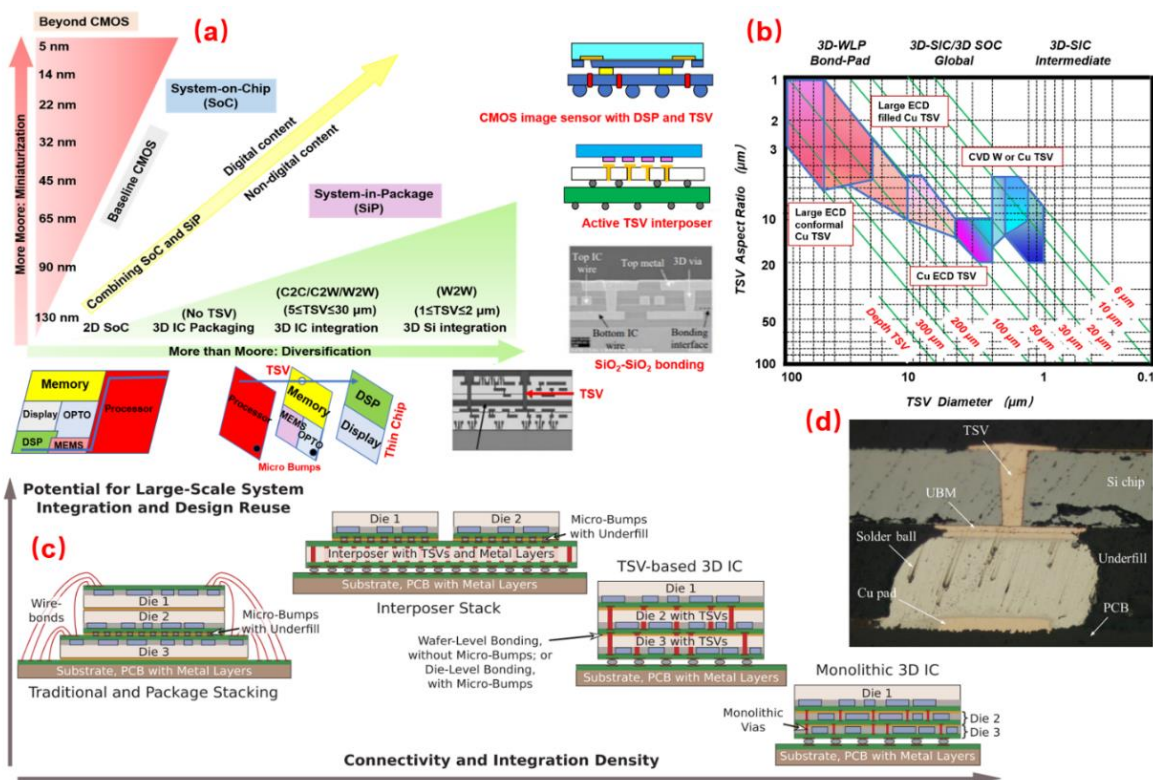 (a)
Beyond CMOS
5 nm
14 nm
22 nm
32 nm
45 nm
65 nm
90 nm
130 nm
More Moore: Miniaturization
Baseline CMOS
System-on-Chip
(SoC)
Digital content
Non-digital content
Combining SoC and SiP
System-in-Package
(SiP)
2D SoC
(No TSV)
3D IC Packaging
(C2C/C2W/W2W)
(5≤TSV≤30 μm)
3D IC integration
(W2W)
(1≤TSV≤2 μm)
3D Si integration
More than Moore: Diversification
CMOS image sensor with DSP and TSV
Active TSV interposer
Top IC
wire
Top metal
3D via
Bottom IC
wire
Bonding
interface
SiO₂-SiO₂ bonding
Memory
Display
OPTO
Processor
DSP
MEMS
TSV
Processor
Memory
MEMS
OPTO
DSP
Display
Thin Chip
Micro Bumps
TSV
(b)
3D-WLP
Bond-Pad
3D-SIC/3D SOC
Global
3D-SIC
Intermediate
TSV Aspect Ratio (μm)
1
2
3
5
10
20
30
50
100
Large ECD
filled Cu TSV
CVD W or Cu TSV
Large ECD
conformal
Cu TSV
Cu ECD TSV
Depth TSV
300 μm
200 μm
100 μm
50 μm
30 μm
20 μm
10 μm
6 μm
100
10
1
0.1
TSV Diameter (μm)
(c)
Potential for Large-Scale System
Integration and Design Reuse
Wire-
bonds
Die 1
Die 2
Die 3
Micro-Bumps
with Underfill
Substrate, PCB with Metal Layers
Traditional and Package Stacking
Die 1
Die 2
Micro-Bumps
with Underfill
Interposer with TSVs and Metal Layers
Substrate, PCB with Metal Layers
Interposer Stack
TSV-based 3D IC
Die 1
Die 2 with TSVs
Die 3 with TSVs
Wafer-Level Bonding,
without Micro-Bumps; or
Die-Level Bonding,
with Micro-Bumps
Substrate, PCB with Metal Layers
Monolithic 3D IC
Die 1
Monolithic
Vias
Die 2
Die 3
Substrate, PCB with Metal Layers
Connectivity and Integration Density
(d)
TSV
Si chip
UBM
Solder ball
Underfill
Cu pad
PCB